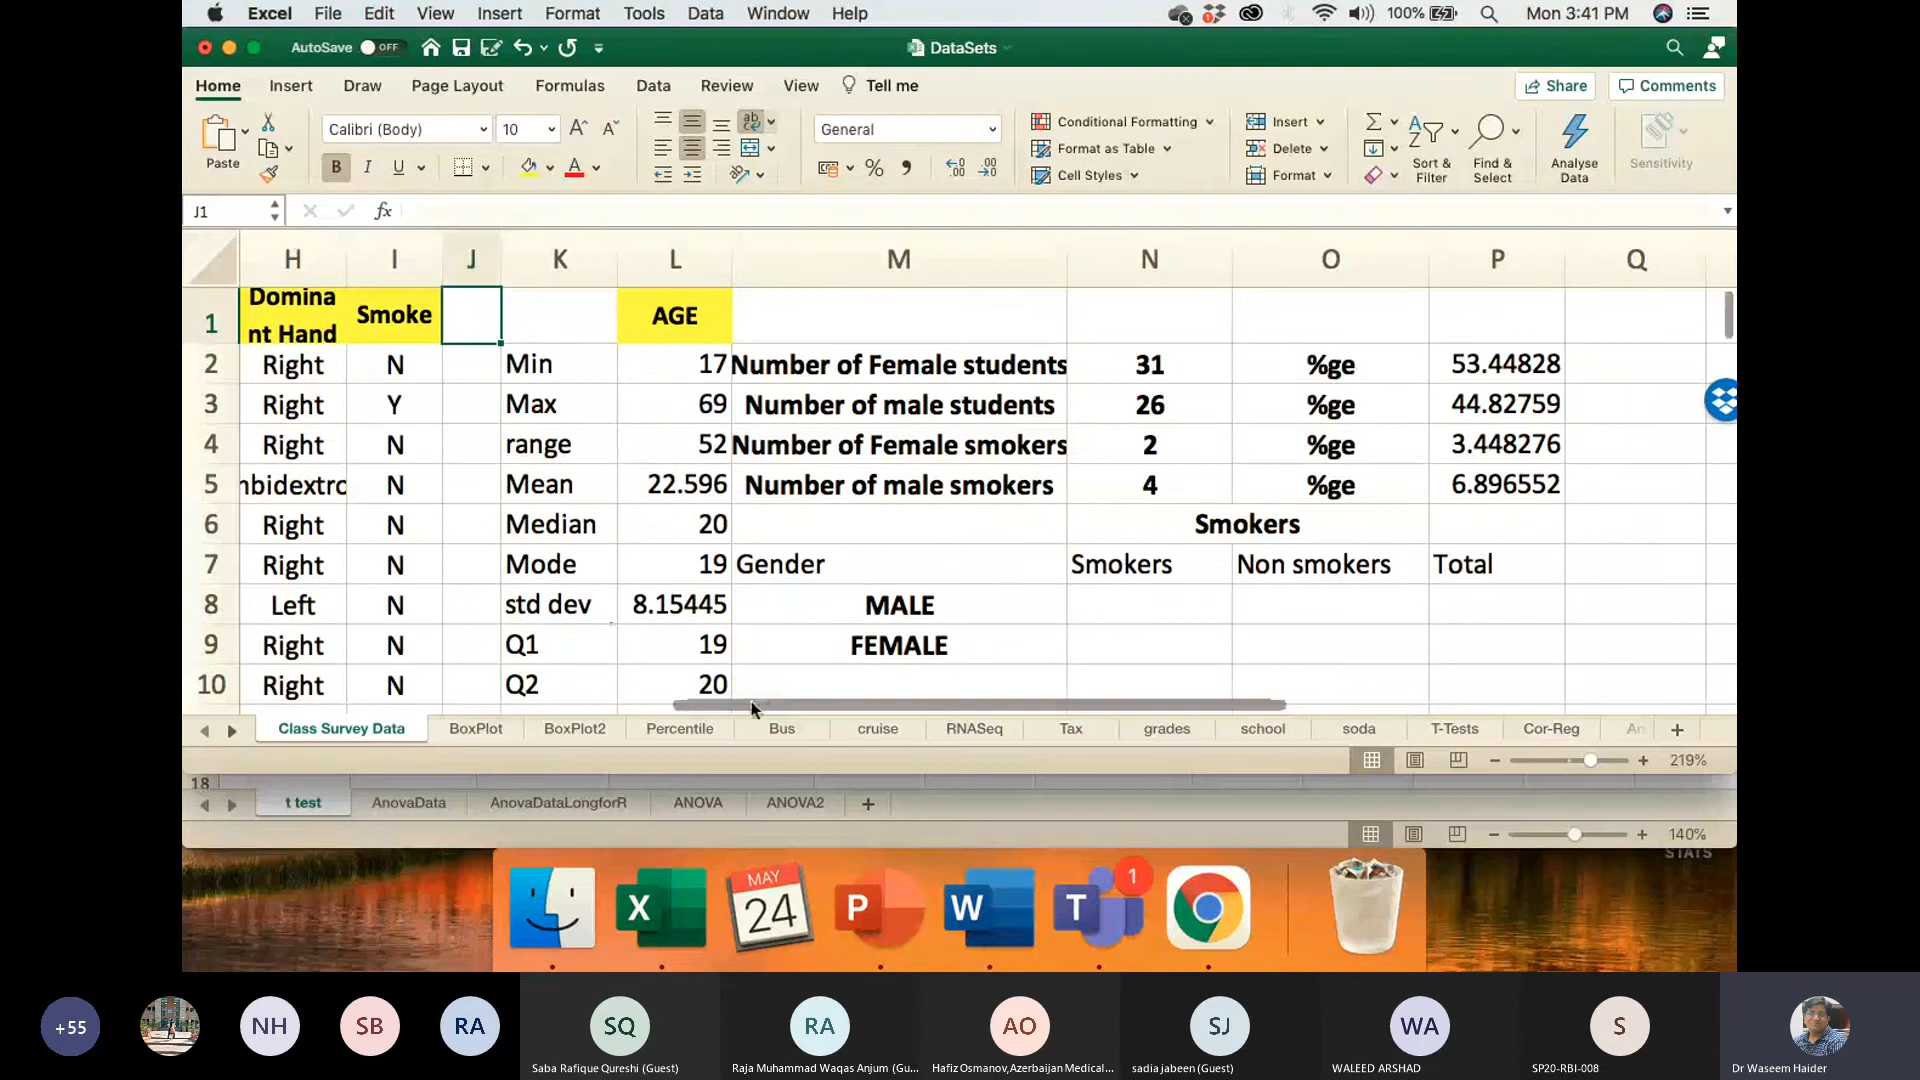 Excel File Edit View Insert Format Tools Data Window Help 100% Mon 3:41 PM
AutoSave OFF DataSets
Home Insert Draw Page Layout Formulas Data Review View Tell me Share Comments
Paste Calibri (Body) 10 A A ab General Conditional Formatting Insert
Format as Table Delete
B I U A % Cell Styles Format Sort & Filter Find & Select Analyse Data Sensitivity
J1 fx
H I J K L M N O P Q
1 Dominant Hand Smoke AGE
2 Right N Min 17 Number of Female students 31 %ge 53.44828
3 Right Y Max 69 Number of male students 26 %ge 44.82759
4 Right N range 52 Number of Female smokers 2 %ge 3.448276
5 mbidextro N Mean 22.596 Number of male smokers 4 %ge 6.896552
6 Right N Median 20 Smokers
7 Right N Mode 19 Gender Smokers Non smokers Total
8 Left N std dev 8.15445 MALE
9 Right N Q1 19 FEMALE
10 Right N Q2 20
Class Survey Data BoxPlot BoxPlot2 Percentile Bus cruise RNASeq Tax grades school soda T-Tests Cor-Reg An
219%
18
t test AnovaData AnovaDataLongforR ANOVA ANOVA2
140%
STATS
X MAY 24 P W T 1
+55 NH SB RA SQ RA AO SJ WA S
Saba Rafique Qureshi (Guest) Raja Muhammad Waqas Anjum (Gu... Hafiz Osmanov,Azerbaijan Medical... sadia jabeen (Guest) WALEED ARSHAD SP20-RBI-008 Dr Waseem Haider